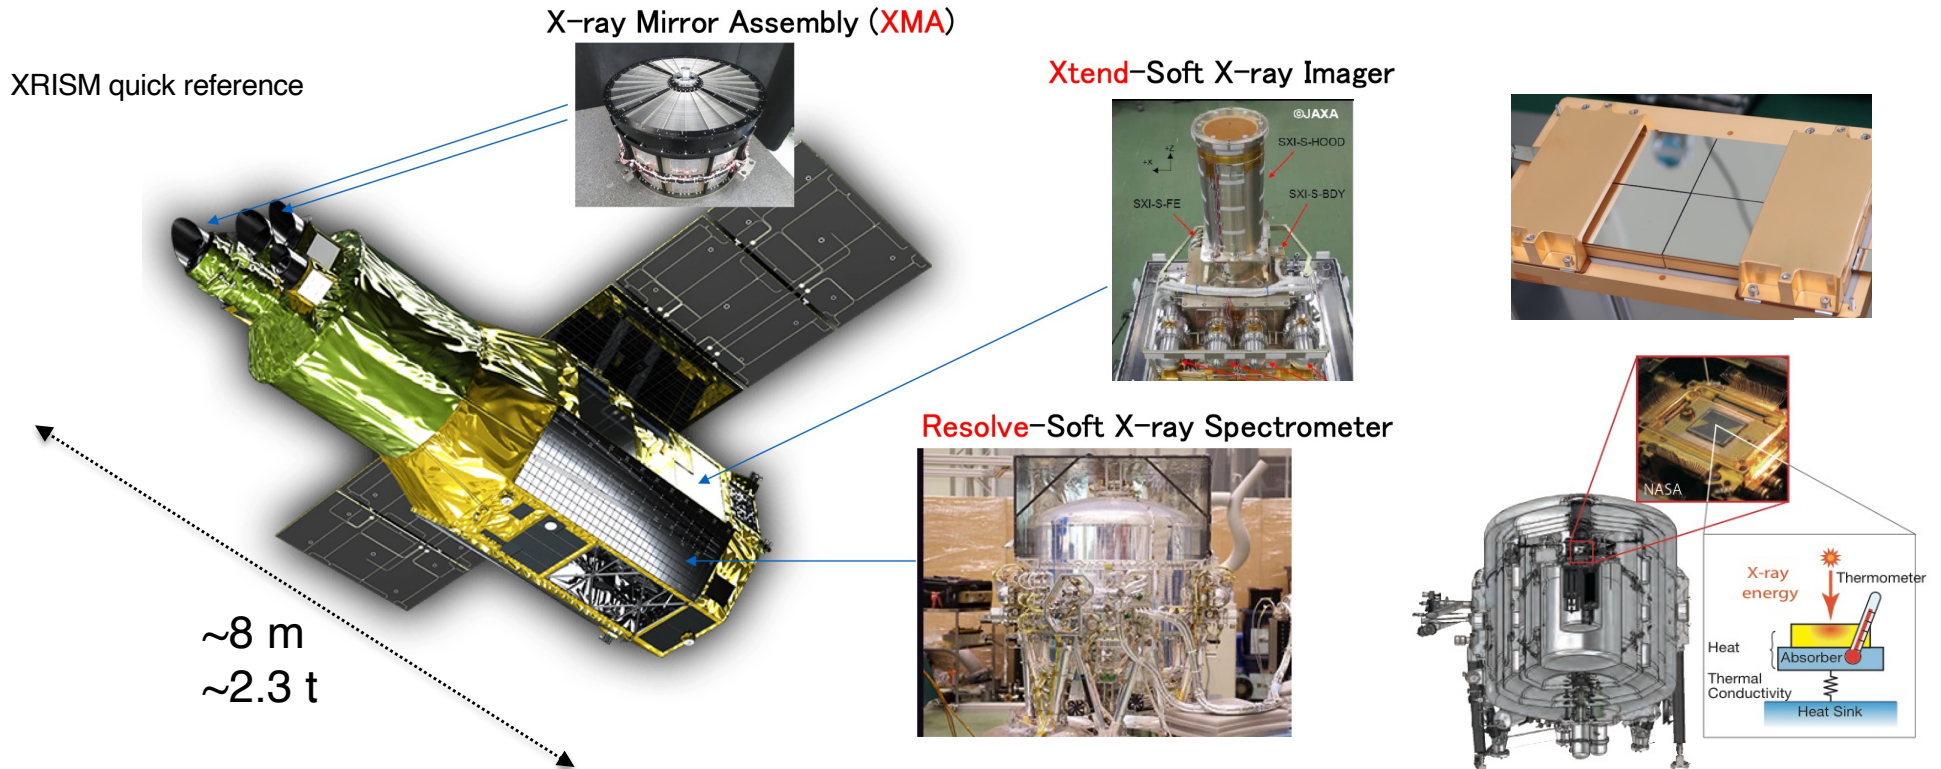 X-ray Mirror Assembly (XMA)
XRISM quick reference
Xtend-Soft X-ray Imager
©JAXA
SXI-S-HOOD
+Z
+X
SXI-S-BDY
SXI-S-FE
Resolve-Soft X-ray Spectrometer
NASA
X-ray
energy
Thermometer
Heat
Absorber
Thermal
Conductivity
Heat Sink
~8 m
~2.3 t